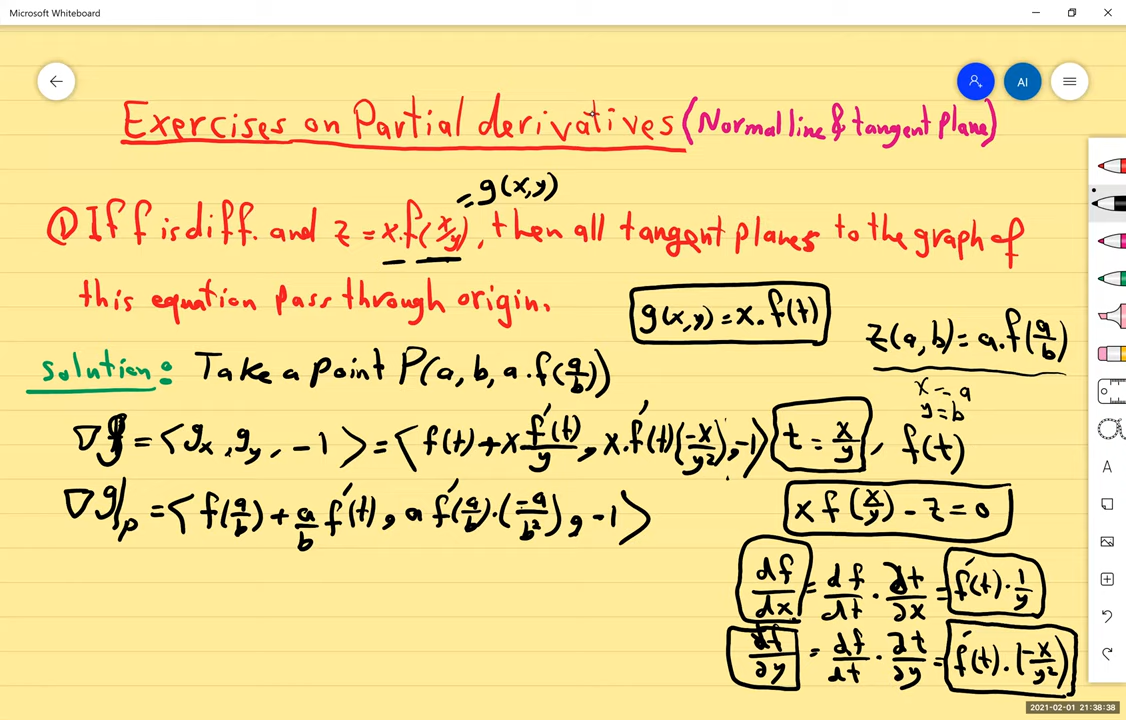 Microsoft Whiteboard
AI
Exercises on Partial derivatives (Normal line & tangent plane)
= g(x,y)
① If f is diff. and z = x.f(x/y), then all tangent planes to the graph of
this equation pass through origin.
g(x,y) = x.f(t)
z(a,b) = a.f(a/b)
x = a
y = b
Solution: Take a point P(a, b, a.f(a/b))
∇g = <gx, gy, -1> = <f(t) + x f'(t)/y, x.f'(t)(-x/y²), -1> t = x/y, f(t)
∇g|p = <f(a/b) + a/b f'(t), a f'(a/b).(-a/b²), -1>
x f(x/y) - z = 0
df/dx = df/dt . ∂t/∂x = f'(t).1/y
df/∂y = df/dt . ∂t/∂y = f'(t).(-x/y²)
A
2021-02-01 21:38:38